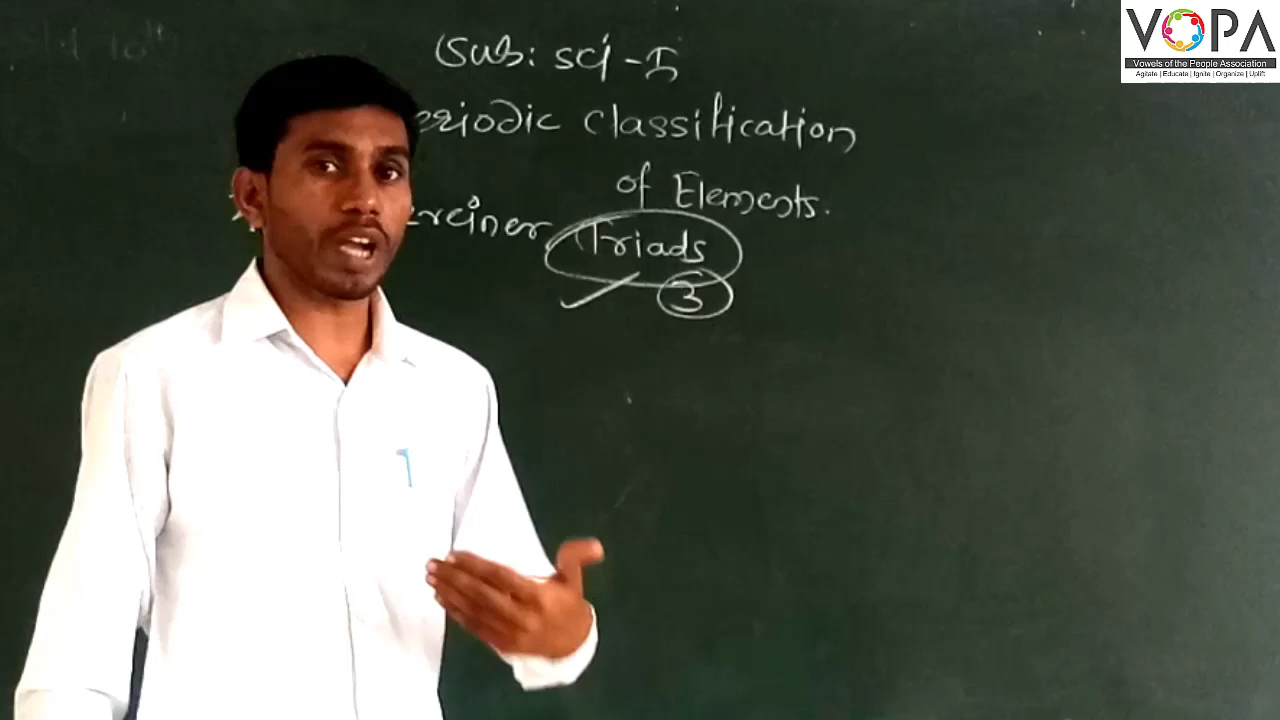 Sub: sci - I
eriodic classification
of Elements.
ereiner Triads
3
VOPA
Vowels of the People Association
Agitate | Educate | Ignite | Organize | Uplift